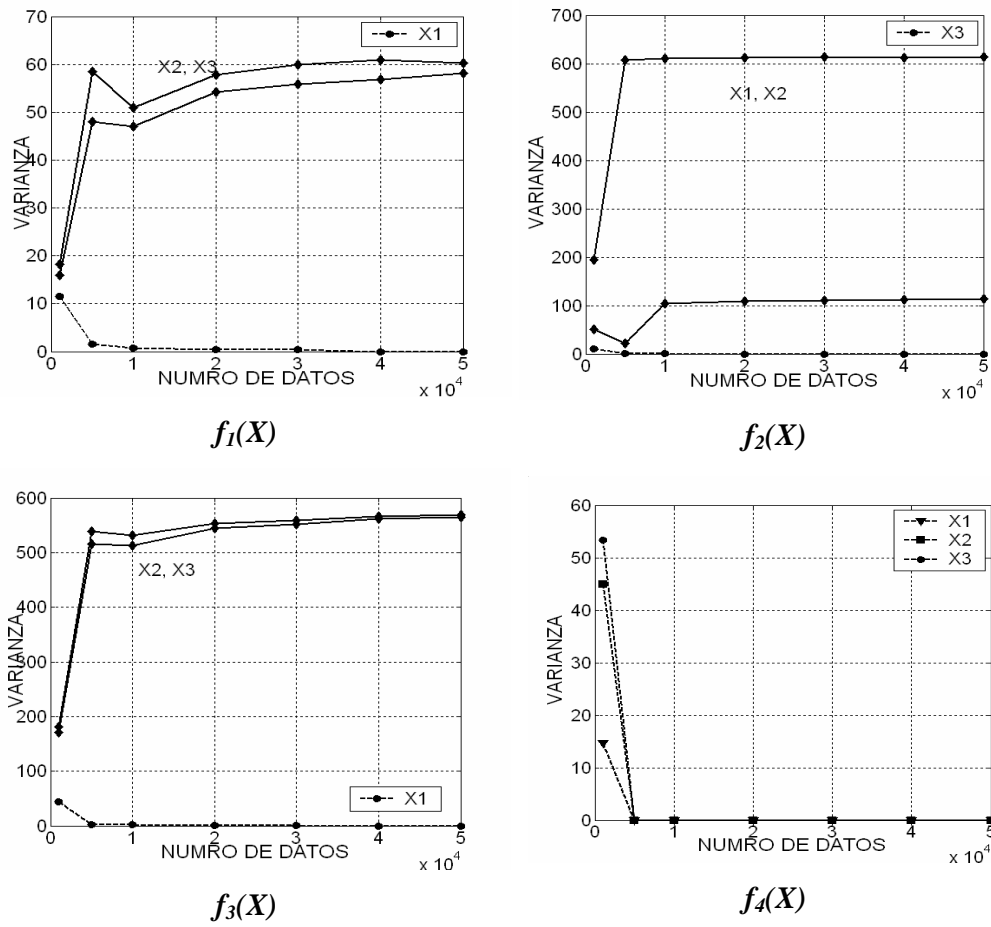 70
60
50
40
30
20
10
0
VARIANZA
X1
X2, X3
0 1 2 3 4 5
NUMRO DE DATOS
x 10^4
f1(X)
700
600
500
400
300
200
100
0
VARIANZA
X3
X1, X2
0 1 2 3 4 5
NUMRO DE DATOS
x 10^4
f2(X)
600
500
400
300
200
100
0
VARIANZA
X2, X3
X1
0 1 2 3 4 5
NUMRO DE DATOS
x 10^4
f3(X)
60
50
40
30
20
10
0
VARIANZA
X1
X2
X3
0 1 2 3 4 5
NUMRO DE DATOS
x 10^4
f4(X)